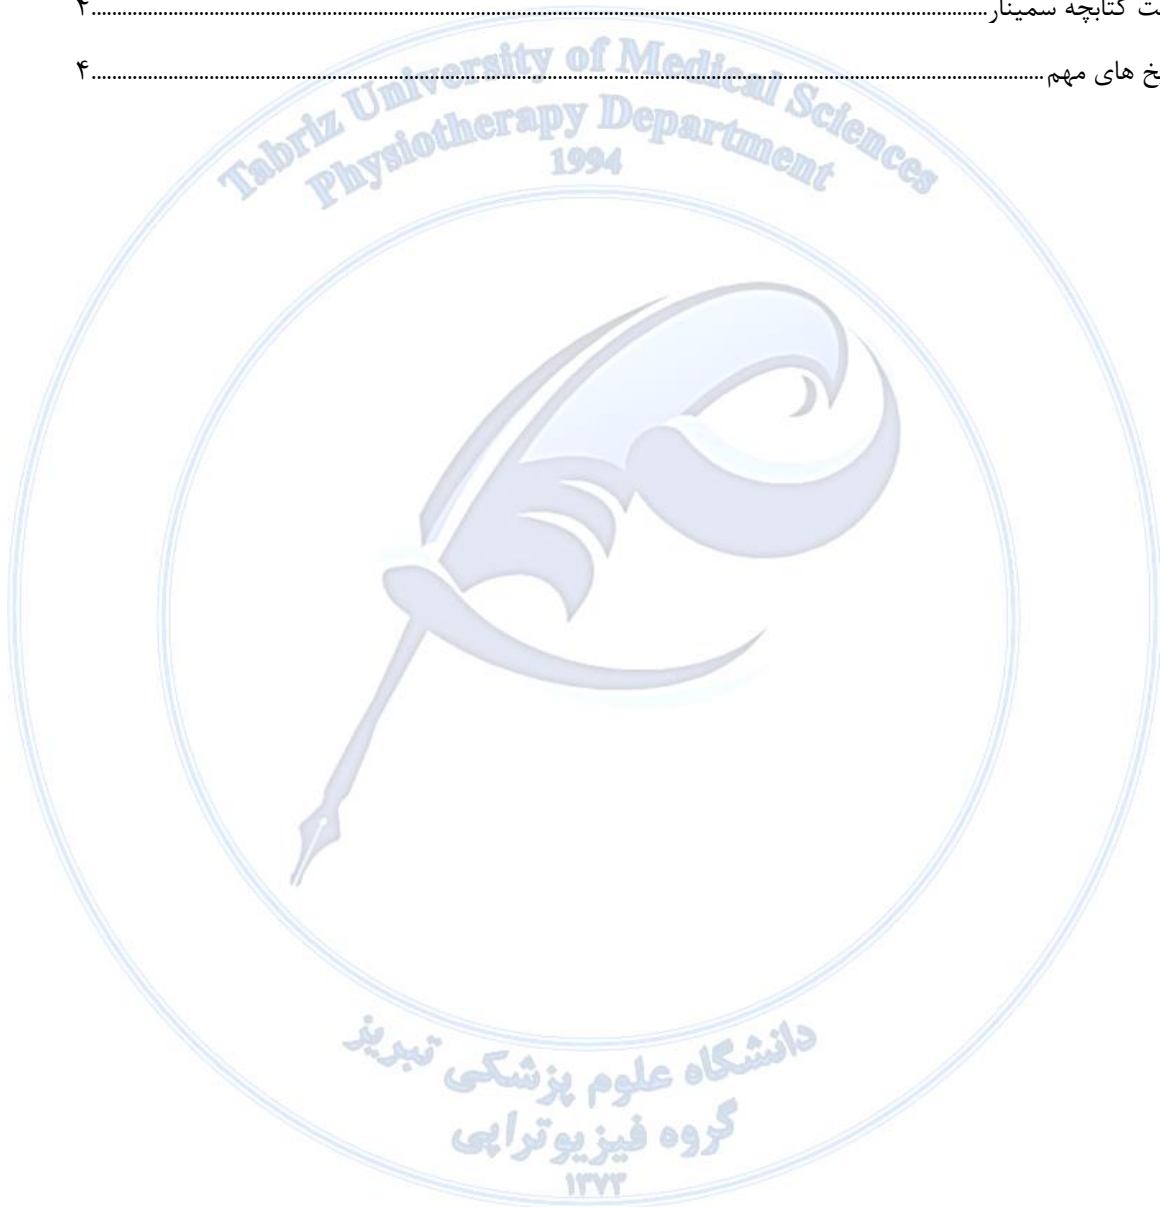 ت کتابچه سمینار................................................................................۴
خ های مهم................................................................................۴
Tabriz University of Medical Sciences
Physiotherapy Department
1994
دانشگاه علوم پزشکی تبریز
گروه فیزیوتراپی
۱۳۷۳